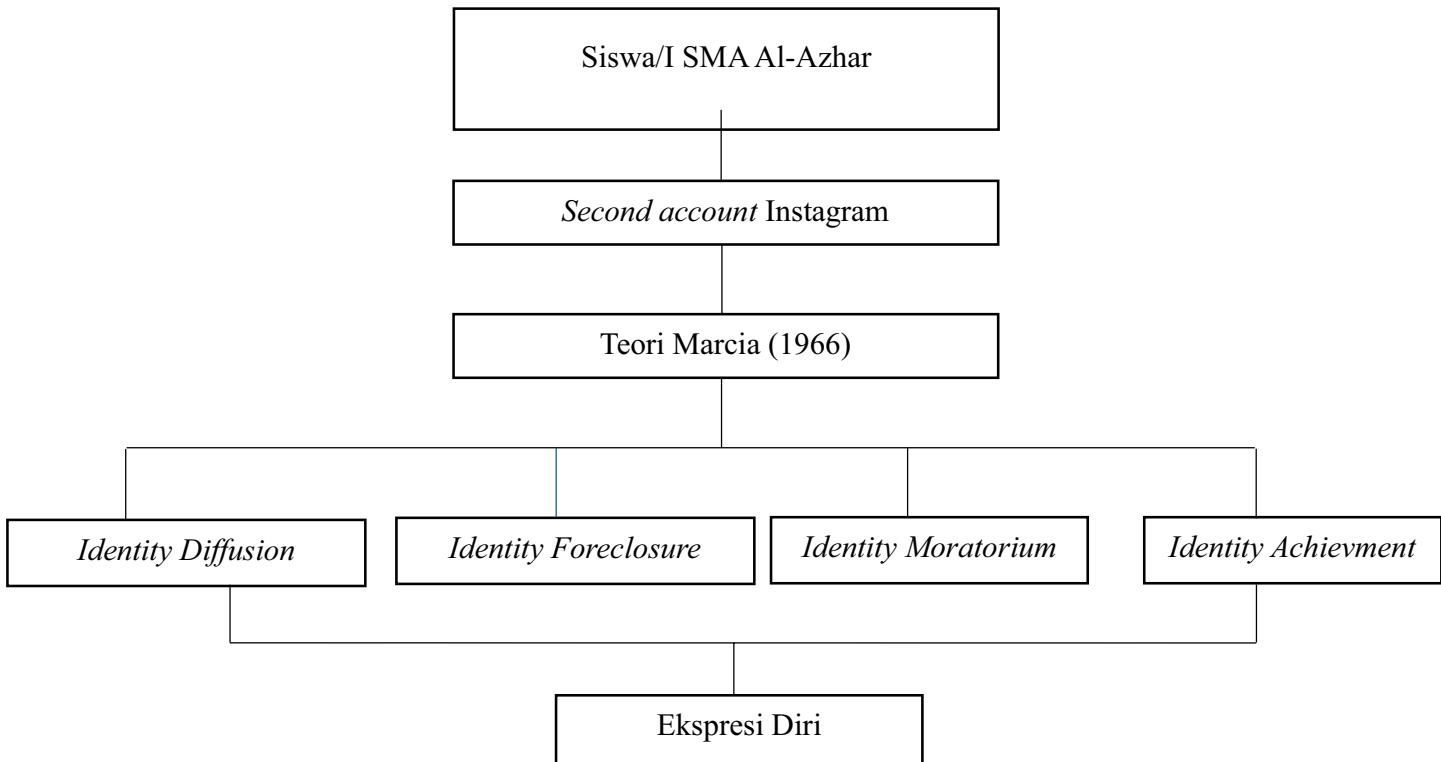 Siswa/I SMA Al-Azhar
Second account Instagram
Teori Marcia (1966)
Identity Diffusion
Identity Foreclosure
Identity Moratorium
Identity Achievment
Ekspresi Diri